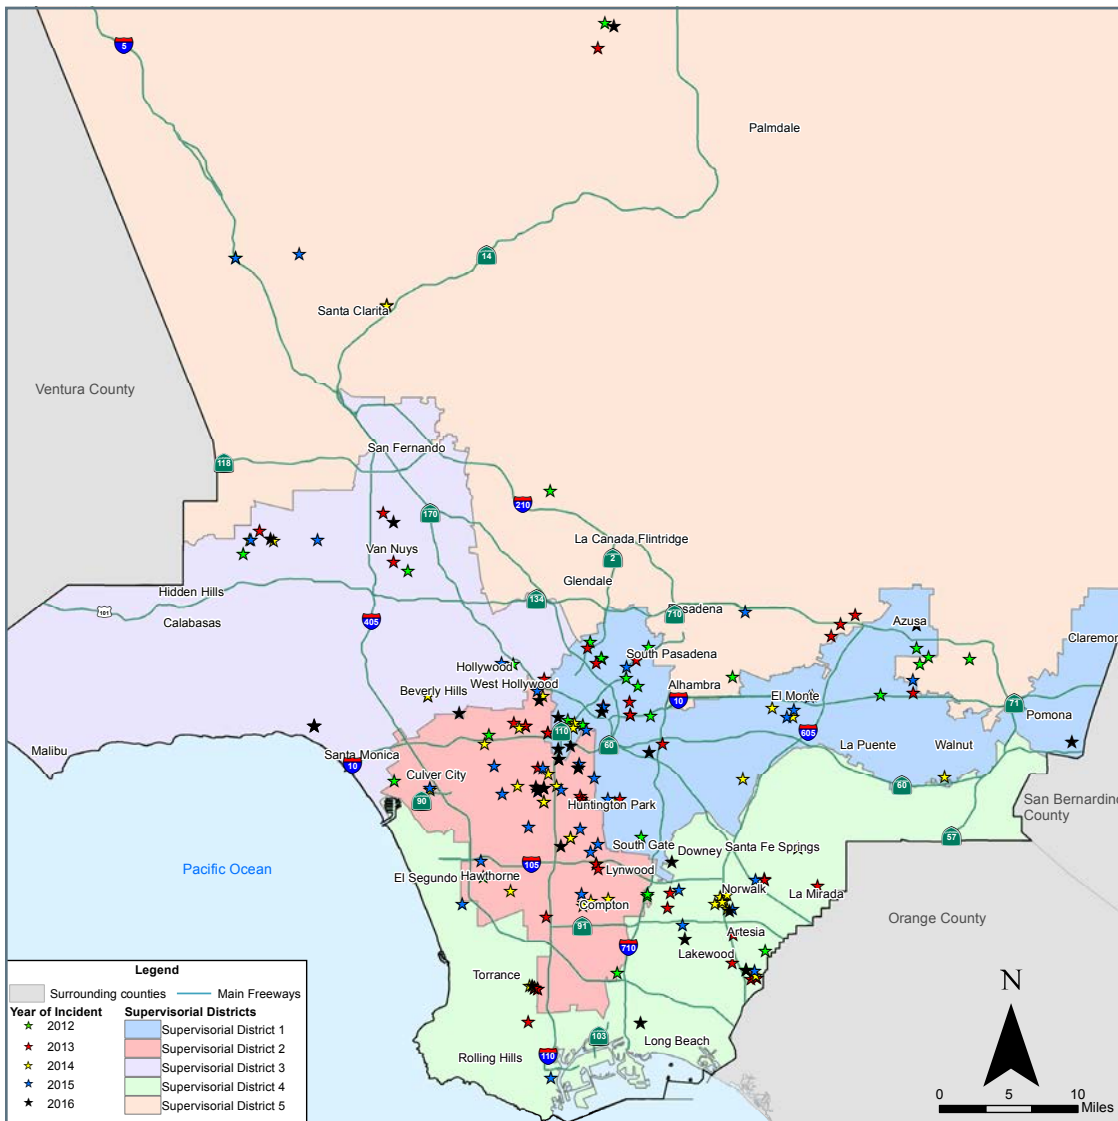 5
Palmdale
14
Santa Clarita
Ventura County
San Fernando
118
210
170
La Canada Flintridge
Van Nuys
2
Glendale
Hidden Hills
134
101
Calabasas
405
710
Azusa
Claremon
South Pasadena
Hollywood
West Hollywood
Alhambra
Beverly Hills
10
El Monte
71
Pomona
110
605
Malibu
Santa Monica
60
La Puente
Walnut
10
Culver City
60
90
Huntington Park
San Bernardino
County
57
South Gate
Downey
Santa Fe Springs
Pacific Ocean
105
El Segundo
Hawthorne
Lynwood
Norwalk
La Mirada
Compton
Orange County
91
Artesia
710
Lakewood
Torrance
N
103
Long Beach
Rolling Hills
110
Legend
Surrounding counties
Main Freeways
Year of Incident
Supervisorial Districts
2012
Supervisorial District 1
2013
Supervisorial District 2
2014
Supervisorial District 3
2015
Supervisorial District 4
2016
Supervisorial District 5
0 5 10
Miles